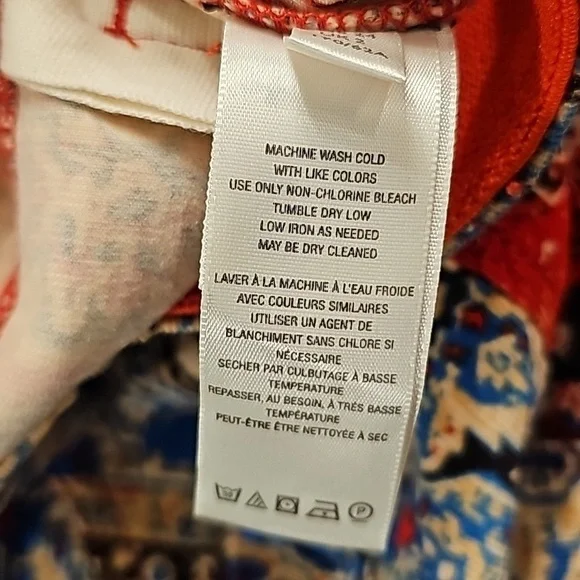 MACHINE WASH COLD
WITH LIKE COLORS
USE ONLY NON-CHLORINE BLEACH
TUMBLE DRY LOW
LOW IRON AS NEEDED
MAY BE DRY CLEANED
LAVER À LA MACHINE À L'EAU FROIDE
AVEC COULEURS SIMILAIRES
UTILISER UN AGENT DE
BLANCHIMENT SANS CHLORE SI
NÉCESSAIRE
SECHER PAR CULBUTAGE À BASSE
TEMPERATURE
REPASSER, AU BESOIN, À TRÈS BASSE
TEMPÉRATURE
PEUT-ÊTRE ÊTRE NETTOYÉE À SEC
P